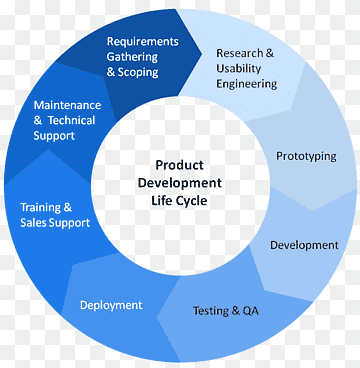 Requirements
Gathering
& Scoping
Research &
Usability
Engineering
Prototyping
Development
Testing & QA
Deployment
Training &
Sales Support
Maintenance
& Technical
Support
Product
Development
Life Cycle